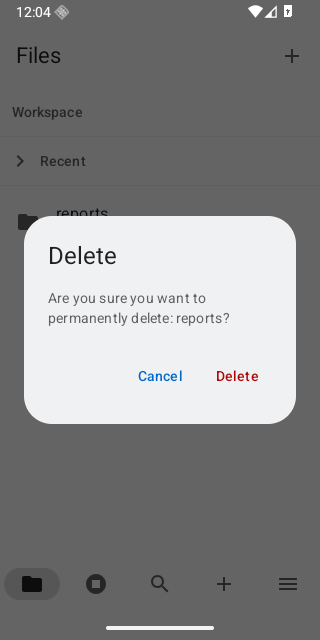 12:04
Files
Workspace
Recent
reports
Delete
Are you sure you want to
permanently delete: reports?
Cancel
Delete